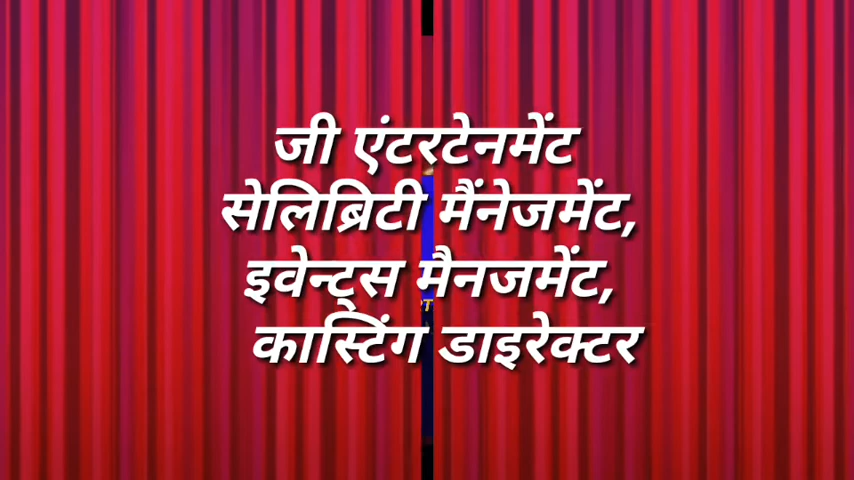 जी एंटरटेनमेंट
सेलिब्रिटी मैंनेजमेंट,
इवेन्ट्स मैनजमेंट,
कास्टिंग डाइरेक्टर